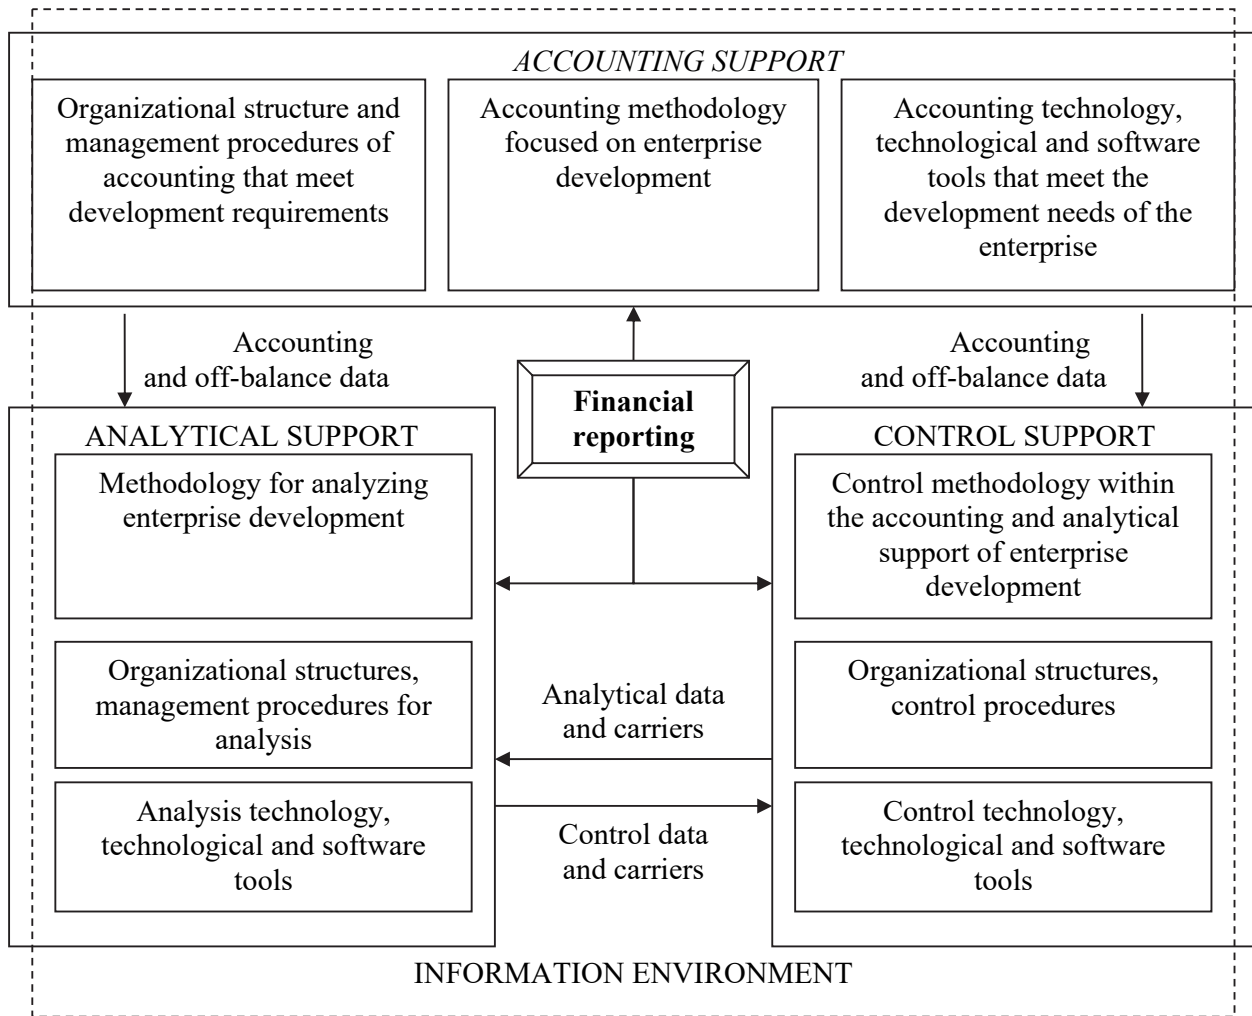 ACCOUNTING SUPPORT
Organizational structure and
management procedures of
accounting that meet
development requirements
Accounting methodology
focused on enterprise
development
Accounting technology,
technological and software
tools that meet the
development needs of the
enterprise
Accounting
and off-balance data
Accounting
and off-balance data
Financial
reporting
ANALYTICAL SUPPORT
Methodology for analyzing
enterprise development
Organizational structures,
management procedures for
analysis
Analysis technology,
technological and software
tools
Analytical data
and carriers
Control data
and carriers
CONTROL SUPPORT
Control methodology within
the accounting and analytical
support of enterprise
development
Organizational structures,
control procedures
Control technology,
technological and software
tools
INFORMATION ENVIRONMENT